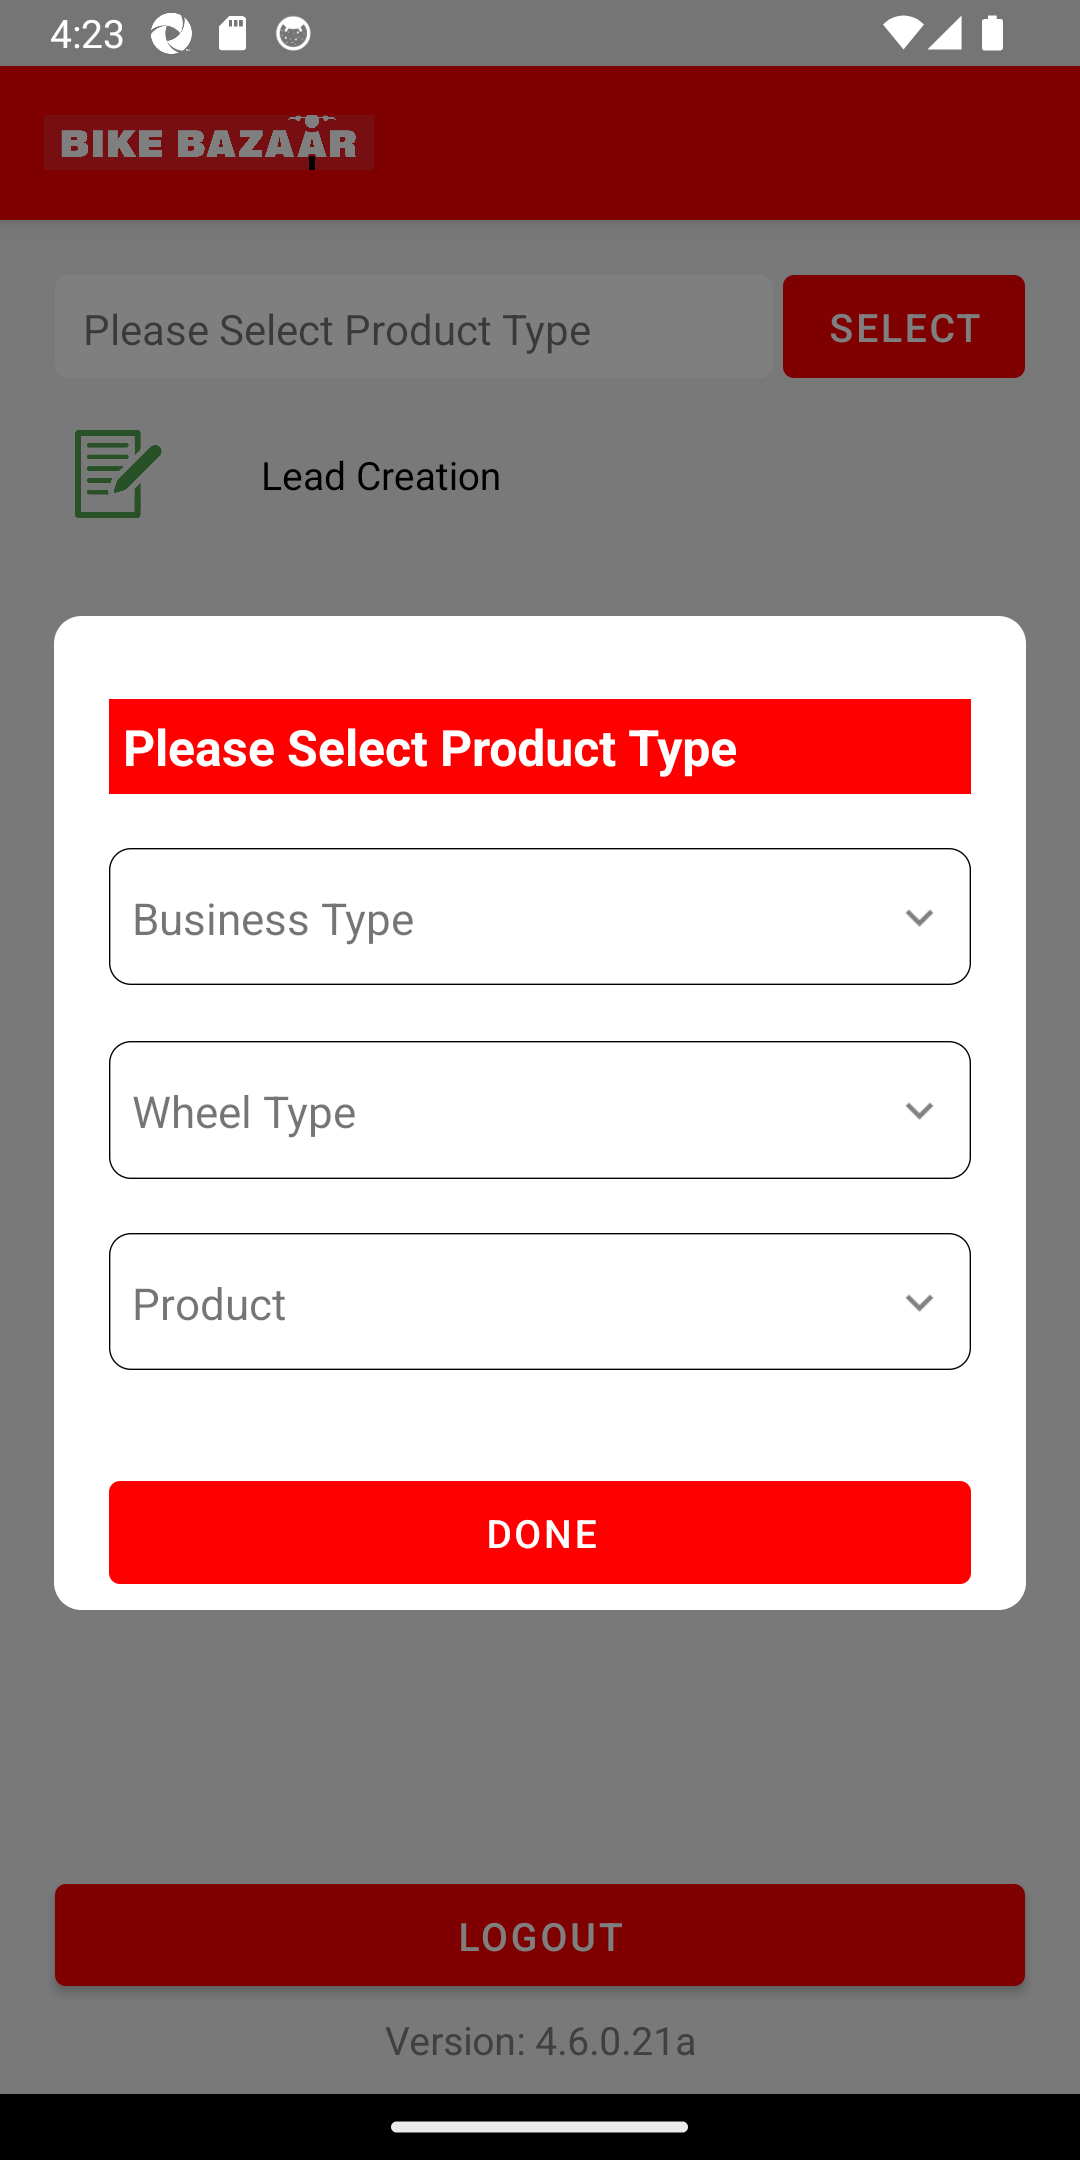 4:23
BIKE BAZAAR
Please Select Product Type
SELECT
Lead Creation
Please Select Product Type
Business Type
Wheel Type
Product
DONE
LOGOUT
Version: 4.6.0.21a